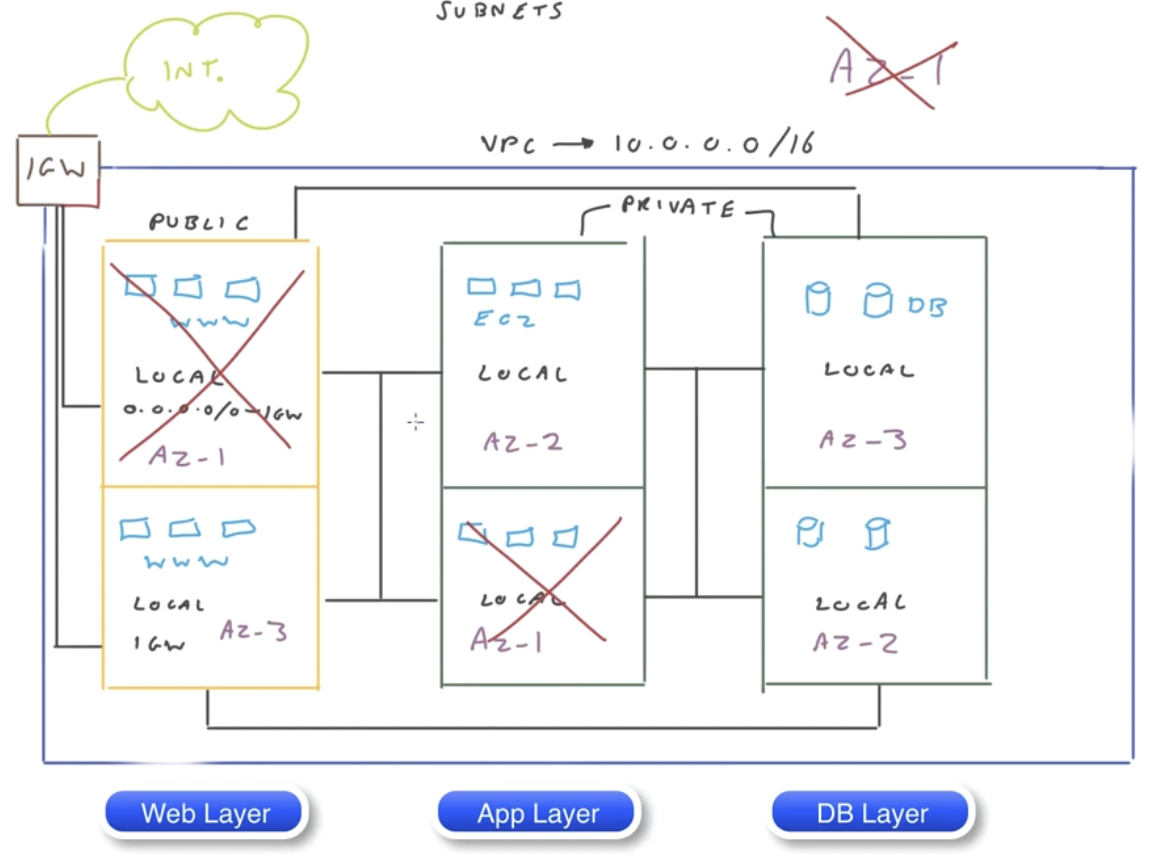 SUBNETS
INT.
AZ-1
VPC → 10.0.0.0/16
IGW
PUBLIC
PRIVATE
WWW
LOCAL
0.0.0.0/0-IGW
AZ-1
EC2
LOCAL
AZ-2
DB
LOCAL
AZ-3
WWW
LOCAL
IGW AZ-3
LOCAL
AZ-1
LOCAL
AZ-2
Web Layer
App Layer
DB Layer